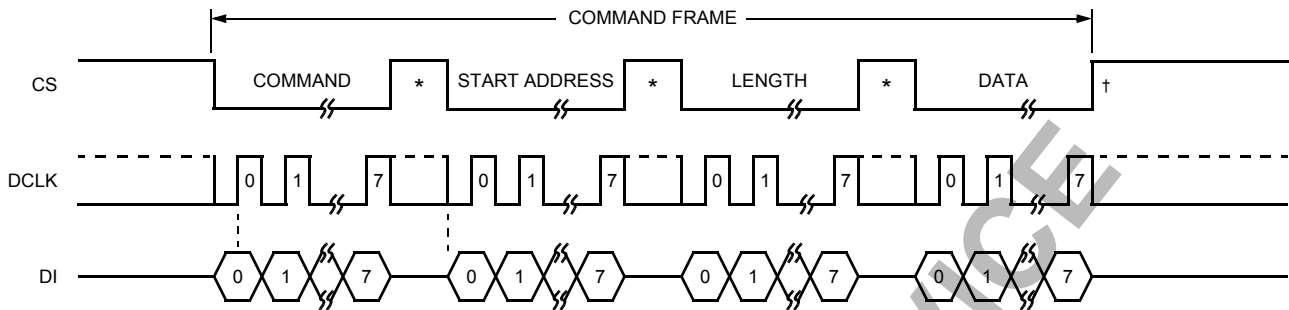 COMMAND FRAME
CS COMMAND * START ADDRESS * LENGTH * DATA †
DCLK 0 1 7 0 1 7 0 1 7 0 1 7
DI 0 1 7 0 1 7 0 1 7 0 1 7